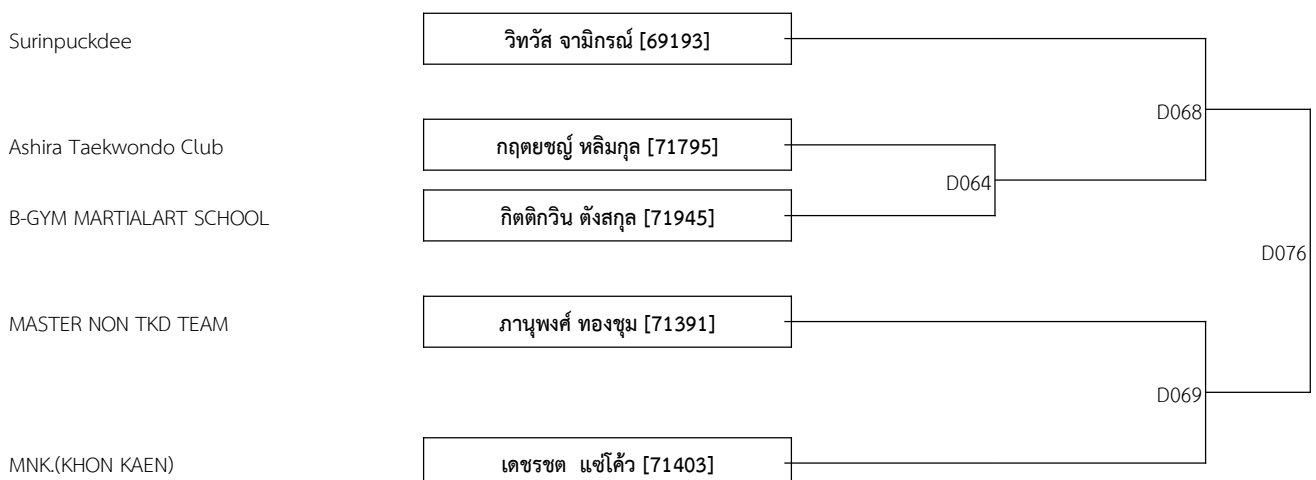 Surinpuckdee วิทวัส จามิกรณ์ [69193]
D068
Ashira Taekwondo Club กฤตยชญ์ หลิมกุล [71795]
D064
B-GYM MARTIALART SCHOOL กิตติกวิน ตังสกุล [71945]
D076
MASTER NON TKD TEAM ภานุพงศ์ ทองชุม [71391]
D069
MNK.(KHON KAEN) เดชรชต แซ่โค้ว [71403]